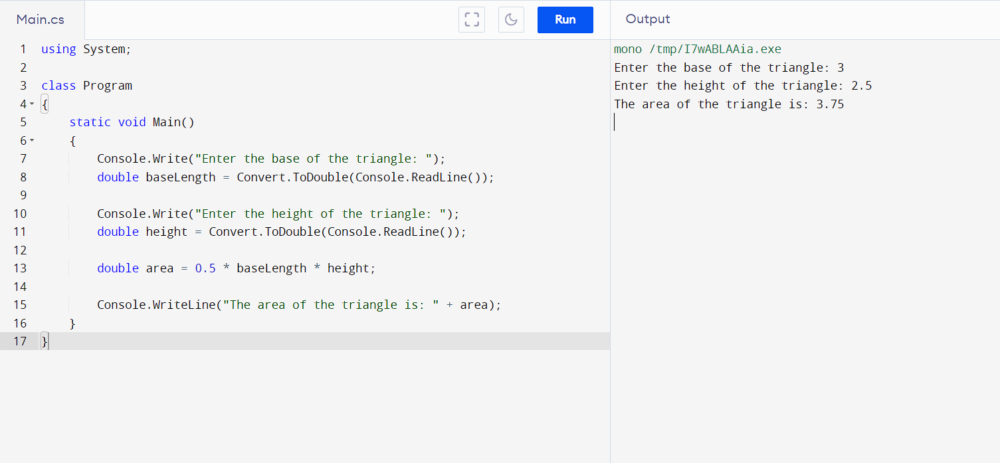 Main.cs
Run
Output
1 using System;
2
3 class Program
4 {
5     static void Main()
6     {
7         Console.Write("Enter the base of the triangle: ");
8         double baseLength = Convert.ToDouble(Console.ReadLine());
9
10         Console.Write("Enter the height of the triangle: ");
11         double height = Convert.ToDouble(Console.ReadLine());
12
13         double area = 0.5 * baseLength * height;
14
15         Console.WriteLine("The area of the triangle is: " + area);
16     }
17 }
mono /tmp/I7wABLAAia.exe
Enter the base of the triangle: 3
Enter the height of the triangle: 2.5
The area of the triangle is: 3.75